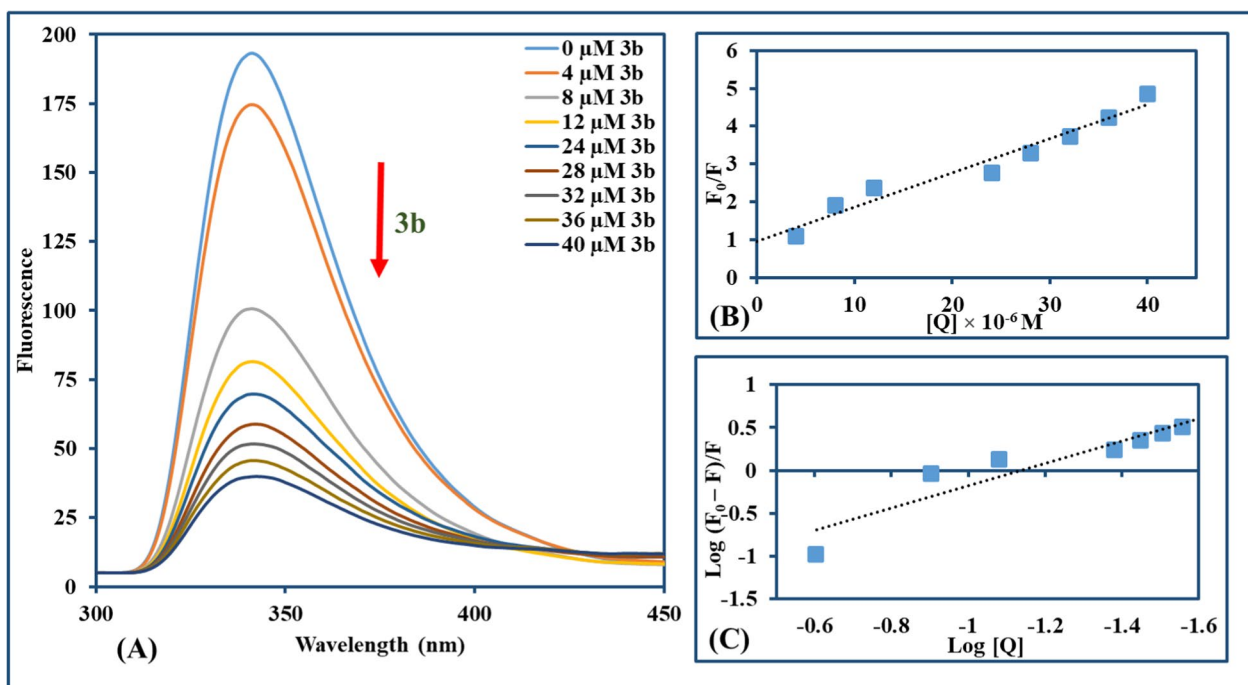 200
175
150
125
100
75
50
25
0
Fluorescence
300
350
400
450
Wavelength (nm)
(A)
0 µM 3b
4 µM 3b
8 µM 3b
12 µM 3b
24 µM 3b
28 µM 3b
32 µM 3b
36 µM 3b
40 µM 3b
3b
6
5
4
3
2
1
0
F₀/F
0
10
20
30
40
[Q] × 10⁻⁶ M
(B)
1
0.5
0
-0.5
-1
-1.5
Log (F₀ – F)/F
-0.6
-0.8
-1
-1.2
-1.4
-1.6
Log [Q]
(C)